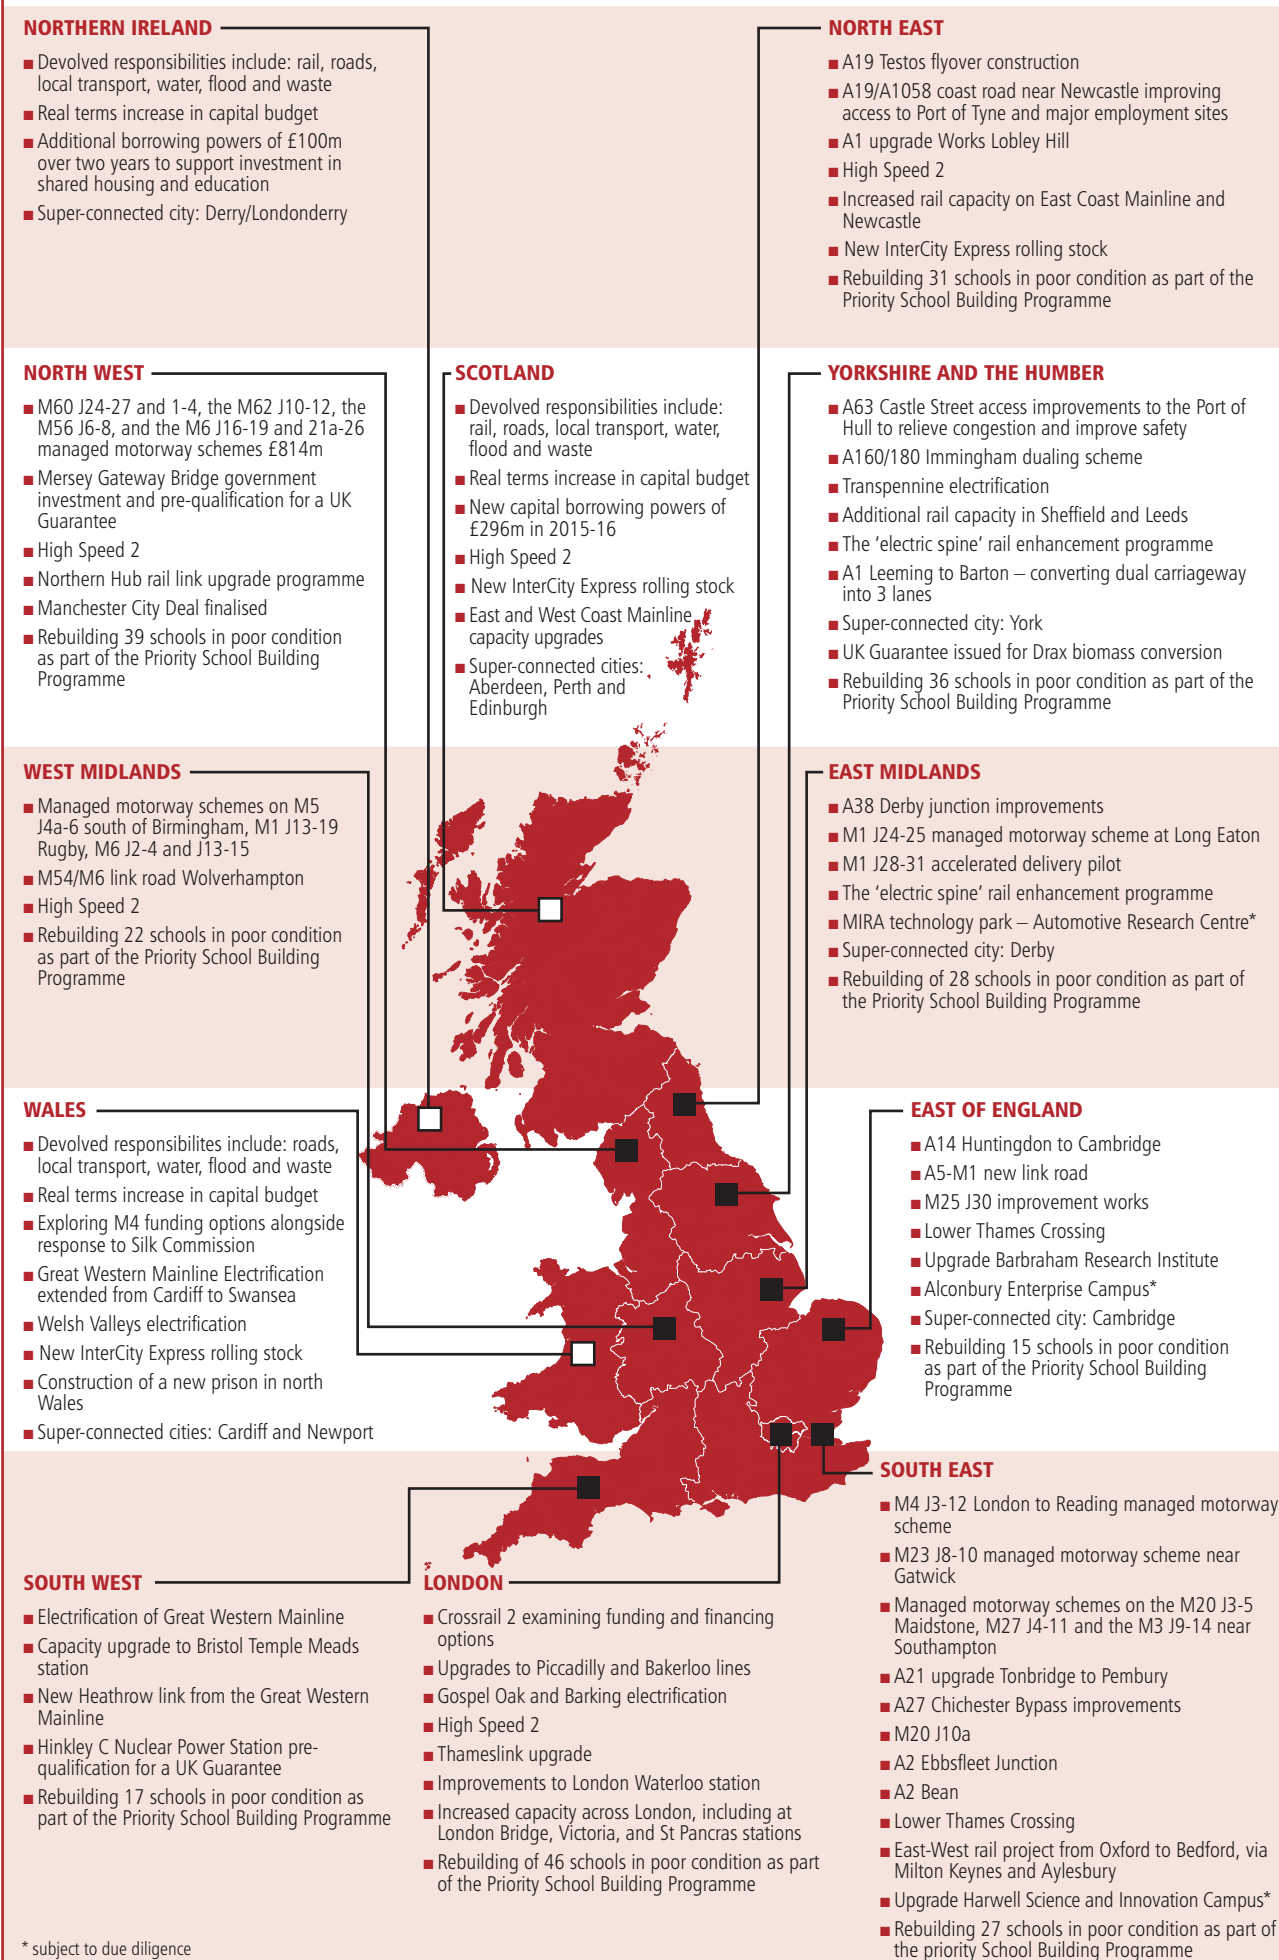 NORTHERN IRELAND
■ Devolved responsibilities include: rail, roads,
local transport, water, flood and waste
■ Real terms increase in capital budget
■ Additional borrowing powers of £100m
over two years to support investment in
shared housing and education
■ Super-connected city: Derry/Londonderry
NORTH EAST
■ A19 Testos flyover construction
■ A19/A1058 coast road near Newcastle improving
access to Port of Tyne and major employment sites
■ A1 upgrade Works Lobley Hill
■ High Speed 2
■ Increased rail capacity on East Coast Mainline and
Newcastle
■ New InterCity Express rolling stock
■ Rebuilding 31 schools in poor condition as part of the
Priority School Building Programme
NORTH WEST
■ M60 J24-27 and 1-4, the M62 J10-12, the
M56 J6-8, and the M6 J16-19 and 21a-26
managed motorway schemes £814m
■ Mersey Gateway Bridge government
investment and pre-qualification for a UK
Guarantee
■ High Speed 2
■ Northern Hub rail link upgrade programme
■ Manchester City Deal finalised
■ Rebuilding 39 schools in poor condition
as part of the Priority School Building
Programme
SCOTLAND
■ Devolved responsibilities include:
rail, roads, local transport, water,
flood and waste
■ Real terms increase in capital budget
■ New capital borrowing powers of
£296m in 2015-16
■ High Speed 2
■ New InterCity Express rolling stock
■ East and West Coast Mainline
capacity upgrades
■ Super-connected cities:
Aberdeen, Perth and
Edinburgh
YORKSHIRE AND THE HUMBER
■ A63 Castle Street access improvements to the Port of
Hull to relieve congestion and improve safety
■ A160/180 Immingham dualing scheme
■ Transpennine electrification
■ Additional rail capacity in Sheffield and Leeds
■ The ‘electric spine’ rail enhancement programme
■ A1 Leeming to Barton – converting dual carriageway
into 3 lanes
■ Super-connected city: York
■ UK Guarantee issued for Drax biomass conversion
■ Rebuilding 36 schools in poor condition as part of the
Priority School Building Programme
WEST MIDLANDS
■ Managed motorway schemes on M5
J4a-6 south of Birmingham, M1 J13-19
Rugby, M6 J2-4 and J13-15
■ M54/M6 link road Wolverhampton
■ High Speed 2
■ Rebuilding 22 schools in poor condition
as part of the Priority School Building
Programme
EAST MIDLANDS
■ A38 Derby junction improvements
■ M1 J24-25 managed motorway scheme at Long Eaton
■ M1 J28-31 accelerated delivery pilot
■ The ‘electric spine’ rail enhancement programme
■ MIRA technology park – Automotive Research Centre*
■ Super-connected city: Derby
■ Rebuilding of 28 schools in poor condition as part of
the Priority School Building Programme
WALES
■ Devolved responsibilites include: roads,
local transport, water, flood and waste
■ Real terms increase in capital budget
■ Exploring M4 funding options alongside
response to Silk Commission
■ Great Western Mainline Electrification
extended from Cardiff to Swansea
■ Welsh Valleys electrification
■ New InterCity Express rolling stock
■ Construction of a new prison in north
Wales
■ Super-connected cities: Cardiff and Newport
EAST OF ENGLAND
■ A14 Huntingdon to Cambridge
■ A5-M1 new link road
■ M25 J30 improvement works
■ Lower Thames Crossing
■ Upgrade Barbraham Research Institute
■ Alconbury Enterprise Campus*
■ Super-connected city: Cambridge
■ Rebuilding 15 schools in poor condition
as part of the Priority School Building
Programme
SOUTH WEST
■ Electrification of Great Western Mainline
■ Capacity upgrade to Bristol Temple Meads
station
■ New Heathrow link from the Great Western
Mainline
■ Hinkley C Nuclear Power Station pre-
qualification for a UK Guarantee
■ Rebuilding 17 schools in poor condition as
part of the Priority School Building Programme
LONDON
■ Crossrail 2 examining funding and financing
options
■ Upgrades to Piccadilly and Bakerloo lines
■ Gospel Oak and Barking electrification
■ High Speed 2
■ Thameslink upgrade
■ Improvements to London Waterloo station
■ Increased capacity across London, including at
London Bridge, Victoria, and St Pancras stations
■ Rebuilding of 46 schools in poor condition as part
of the Priority School Building Programme
SOUTH EAST
■ M4 J3-12 London to Reading managed motorway
scheme
■ M23 J8-10 managed motorway scheme near
Gatwick
■ Managed motorway schemes on the M20 J3-5
Maidstone, M27 J4-11 and the M3 J9-14 near
Southampton
■ A21 upgrade Tonbridge to Pembury
■ A27 Chichester Bypass improvements
■ M20 J10a
■ A2 Ebbsfleet Junction
■ A2 Bean
■ Lower Thames Crossing
■ East-West rail project from Oxford to Bedford, via
Milton Keynes and Aylesbury
■ Upgrade Harwell Science and Innovation Campus*
■ Rebuilding 27 schools in poor condition as part of
the priority School Building Programme
* subject to due diligence